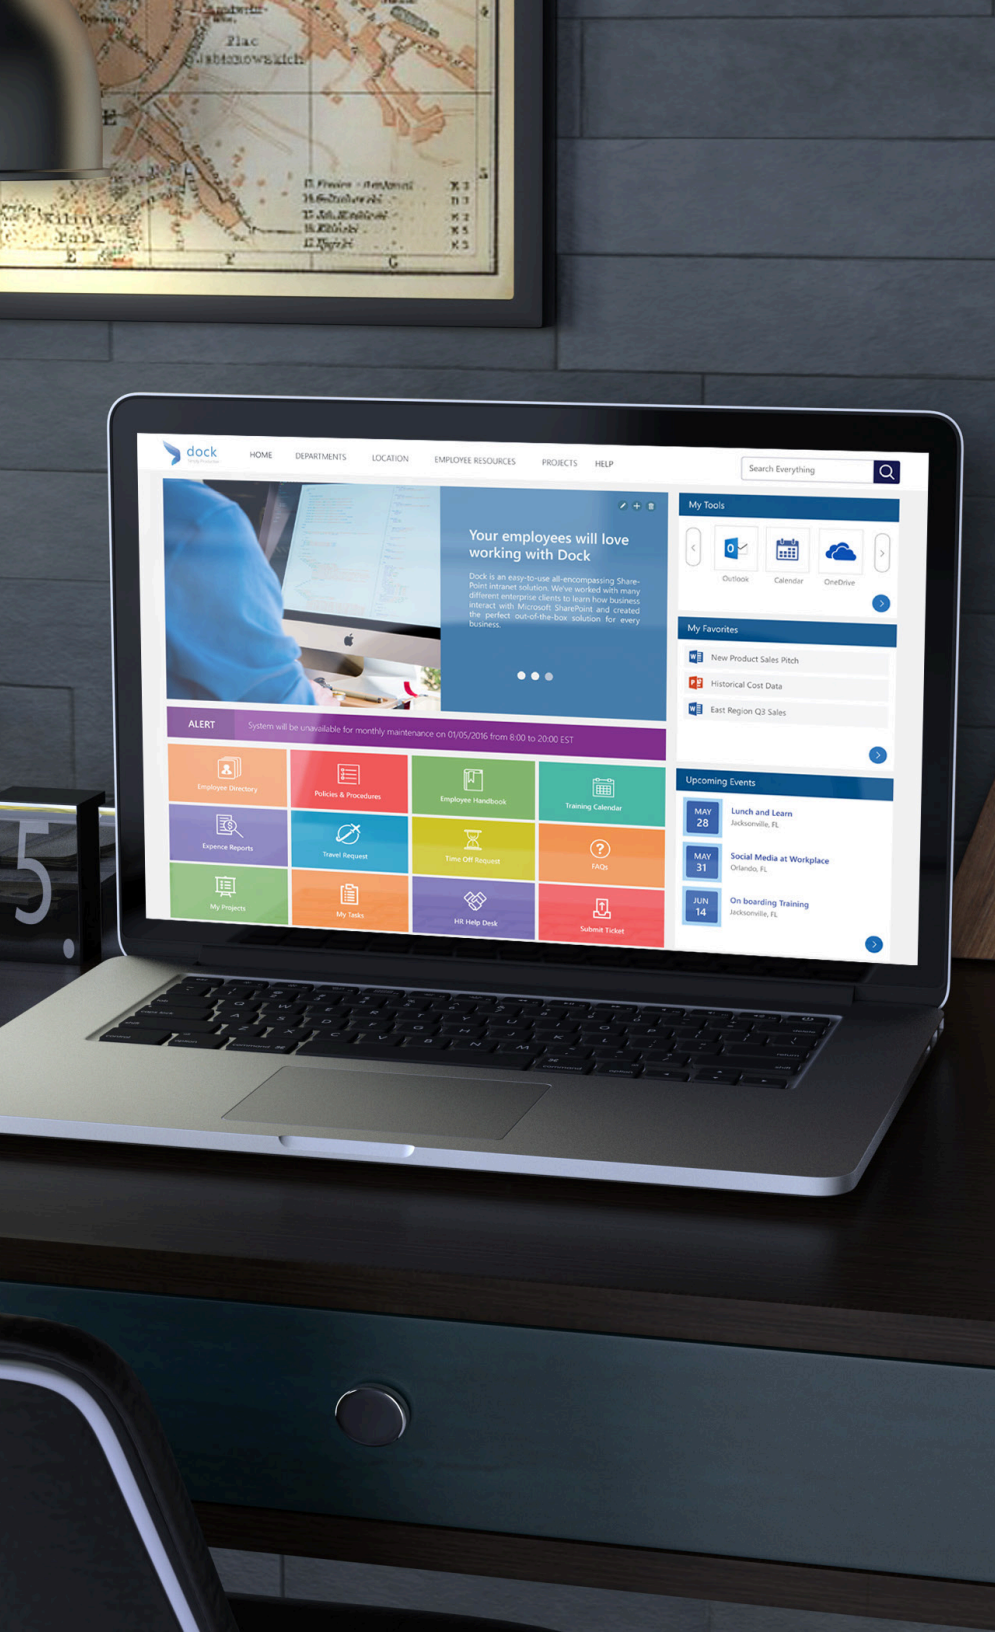 Plac
Jabłonowskich
Kilińsk
Park
E
E
F
G
dock
HOME
DEPARTMENTS
LOCATION
EMPLOYEE RESOURCES
PROJECTS
HELP
Search Everything
Your employees will love
working with Dock
Dock is an easy-to-use all-encompassing Share-
Point intranet solution. We've worked with many
different enterprise clients to learn how business
interact with Microsoft SharePoint and created
the perfect out-of-the-box solution for every
business.
My Tools
Outlook
Calendar
OneDrive
My Favorites
New Product Sales Pitch
Historical Cost Data
East Region Q3 Sales
ALERT
System will be unavailable for monthly maintenance on 01/05/2016 from 8:00 to 20:00 EST
Employee Directory
Policies & Procedures
Employee Handbook
Training Calendar
Expence Reports
Travel Request
Time Off Request
FAQs
My Projects
My Tasks
HR Help Desk
Submit Ticket
Upcoming Events
MAY
28
Lunch and Learn
Jacksonville, FL
MAY
31
Social Media at Workplace
Orlando, FL
JUN
14
On boarding Training
Jacksonville, FL
5.